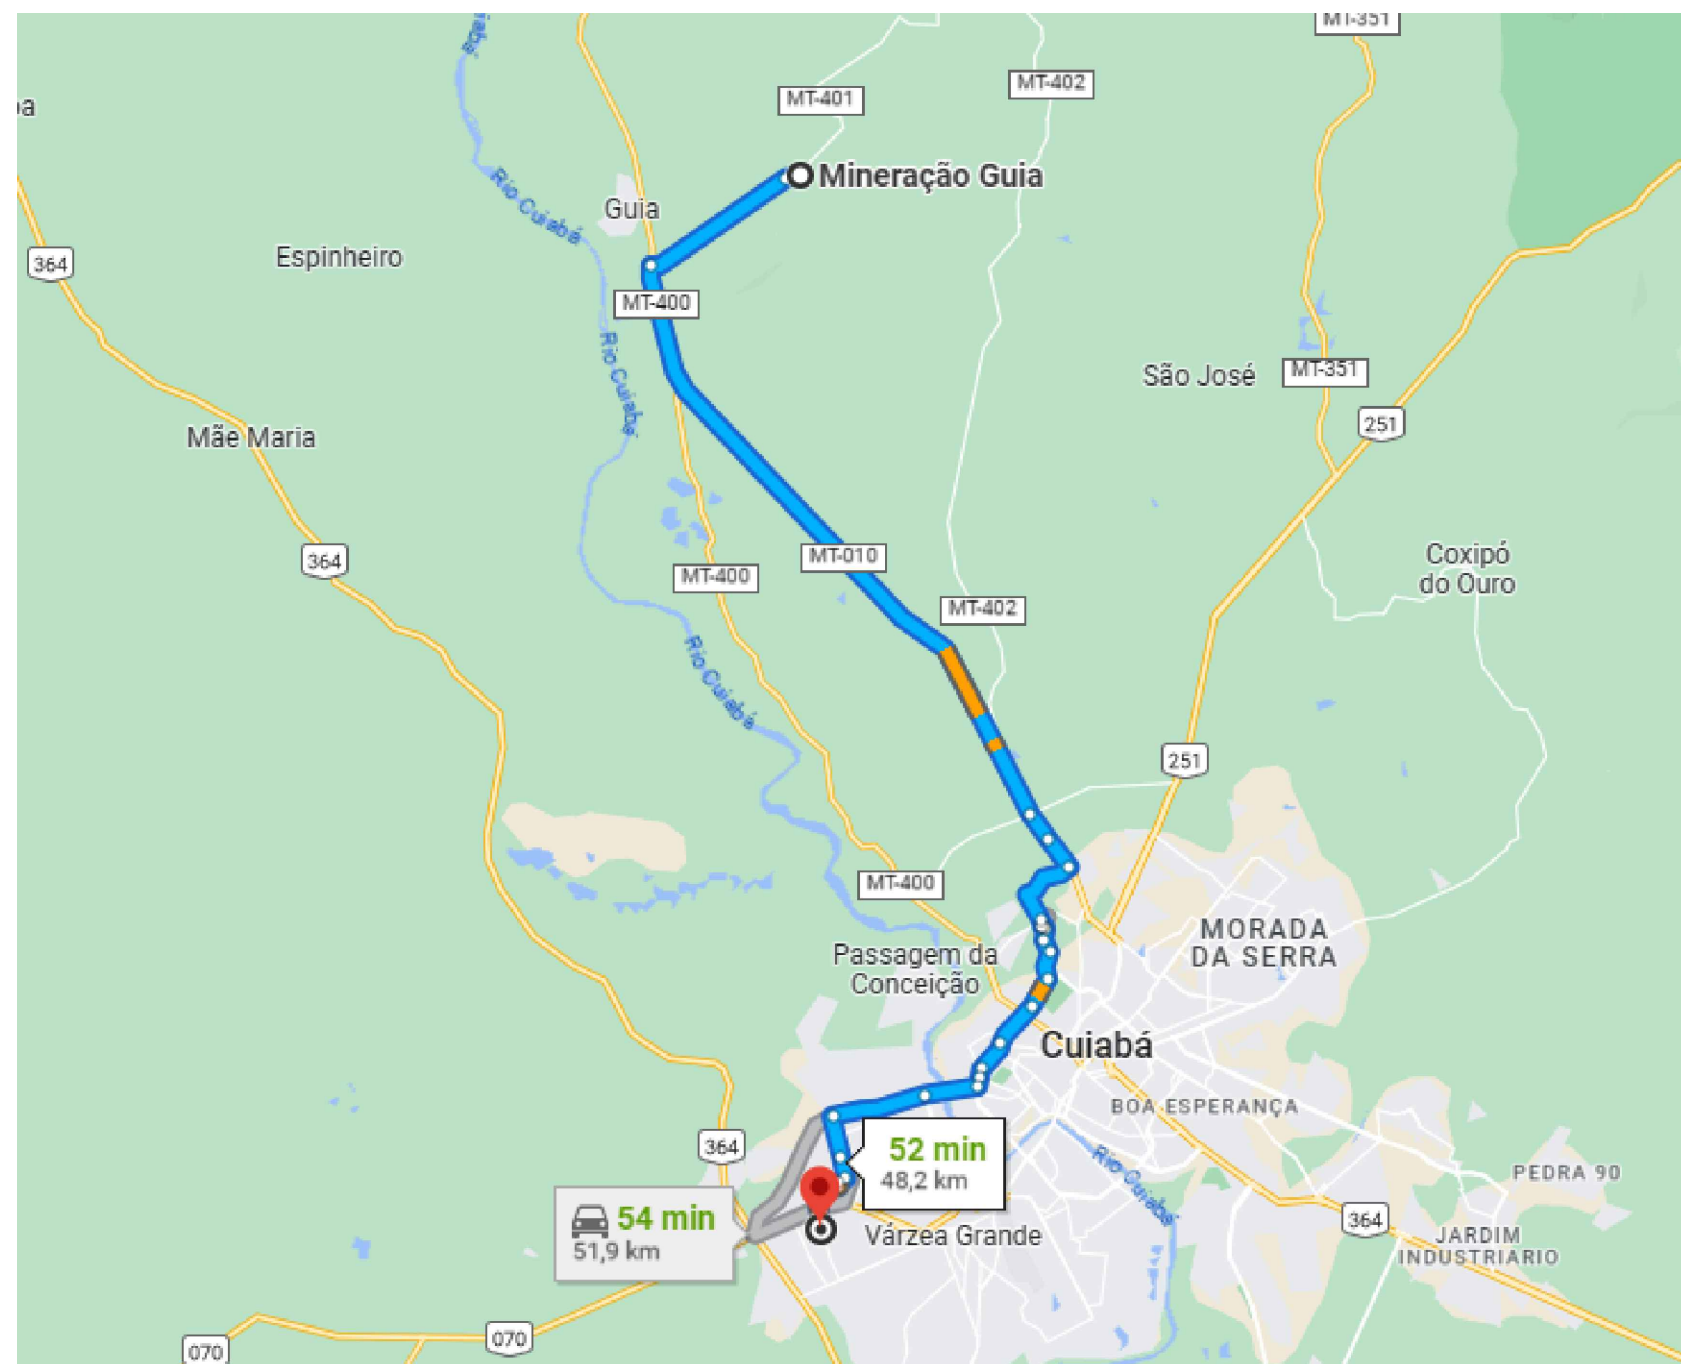 MT-351
MT-402
MT-401
Mineração Guia
Rio Cuiabá
Guia
Espinheiro
364
MT-400
Rio Cuiabá
São José
MT-351
251
Mãe Maria
364
MT-010
MT-400
Coxipó
do Ouro
MT-402
Rio Cuiabá
251
MT-400
MORADA
DA SERRA
Passagem da
Conceição
Cuiabá
BOA ESPERANÇA
364
52 min
48,2 km
Rio Cuiabá
PEDRA 90
54 min
51,9 km
Várzea Grande
364
JARDIM
INDUSTRIARIO
070
070